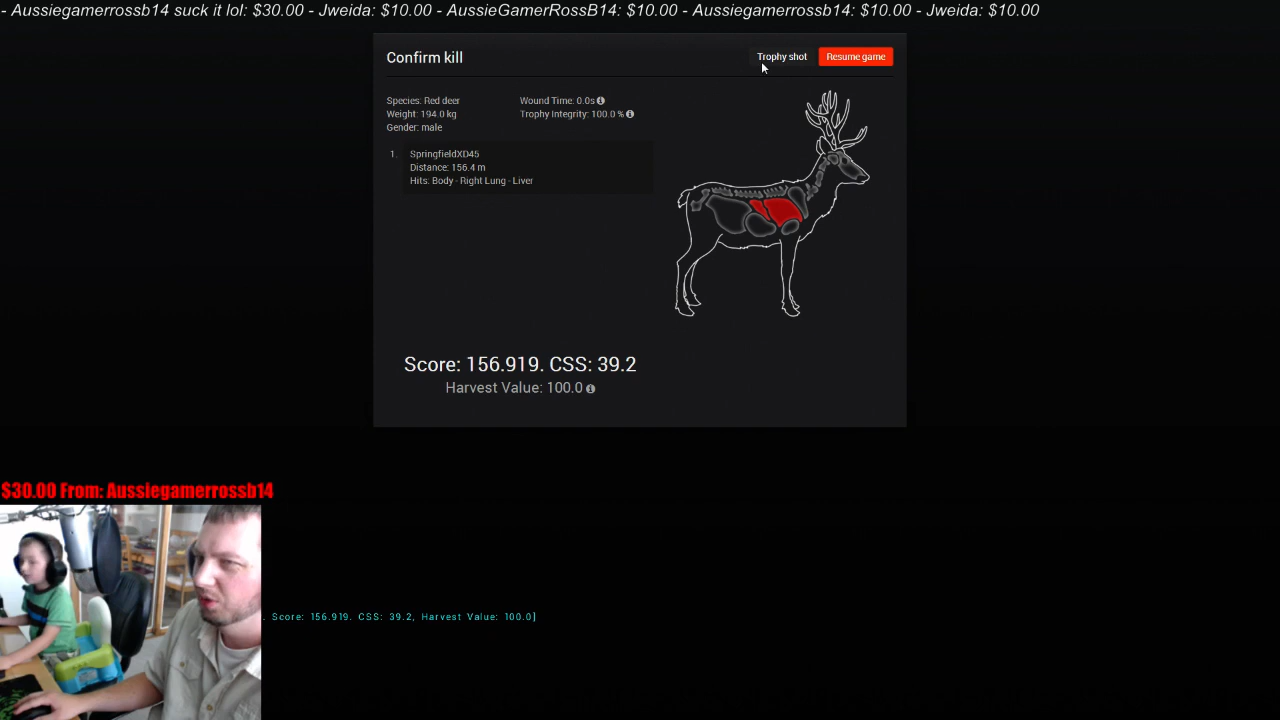 - Aussiegamerrossb14 suck it lol: $30.00 - Jweida: $10.00 - AussieGamerRossB14: $10.00 - Aussiegamerrossb14: $10.00 - Jweida: $10.00
Confirm kill
Trophy shot
Resume game
Species: Red deer
Weight: 194.0 kg
Gender: male
Wound Time: 0.0s
Trophy Integrity: 100.0 %
1. SpringfieldXD45
Distance: 156.4 m
Hits: Body - Right Lung - Liver
Score: 156.919. CSS: 39.2
Harvest Value: 100.0
$30.00 From: Aussiegamerrossb14
. Score: 156.919. CSS: 39.2, Harvest Value: 100.0]